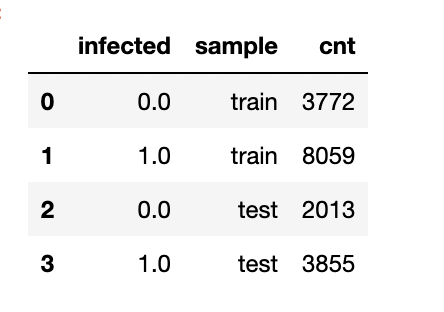 infected sample cnt
0 0.0 train 3772
1 1.0 train 8059
2 0.0 test 2013
3 1.0 test 3855